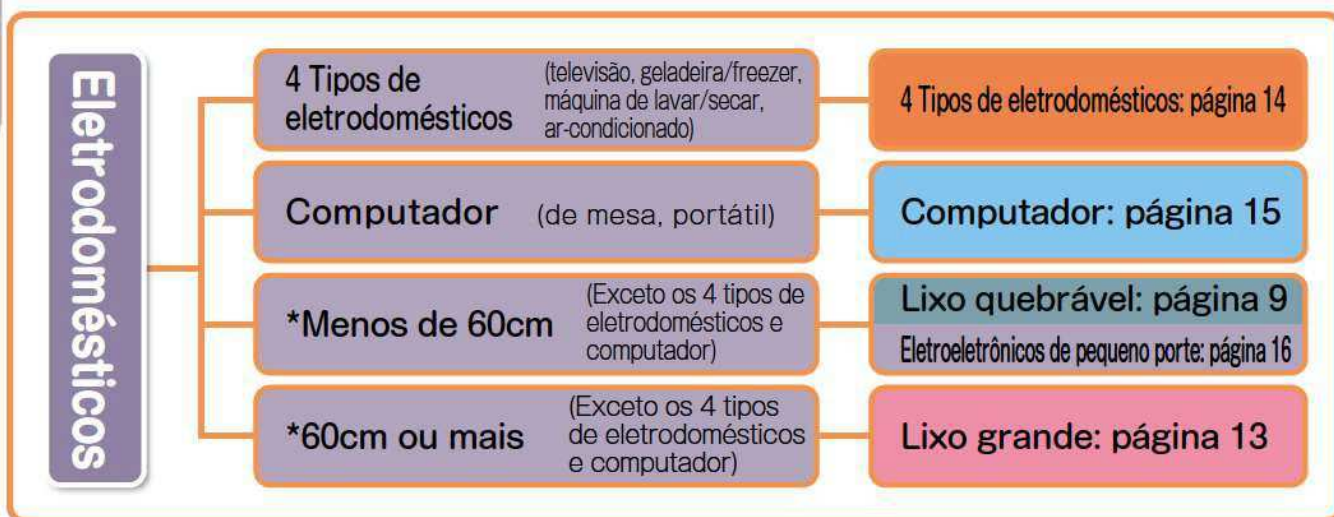 Eletrodomésticos
4 Tipos de
eletrodomésticos
(televisão, geladeira/freezer,
máquina de lavar/secar,
ar-condicionado)
4 Tipos de eletrodomésticos: página 14
Computador
(de mesa, portátil)
Computador: página 15
*Menos de 60cm
(Exceto os 4 tipos de
eletrodomésticos e
computador)
Lixo quebrável: página 9
Eletroeletrônicos de pequeno porte: página 16
*60cm ou mais
(Exceto os 4 tipos
de eletrodomésticos
e computador)
Lixo grande: página 13